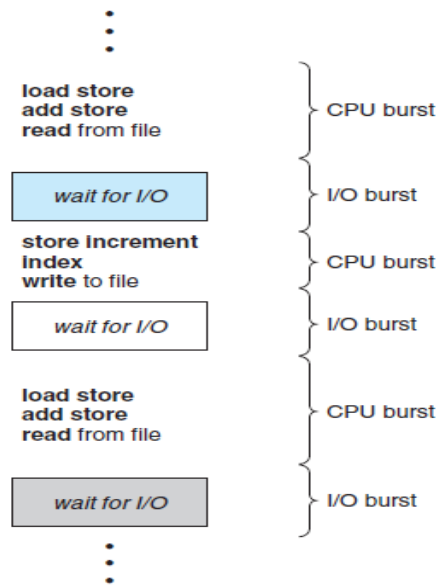 load store
add store
read from file
CPU burst
wait for I/O
I/O burst
store increment
index
write to file
CPU burst
wait for I/O
I/O burst
load store
add store
read from file
CPU burst
wait for I/O
I/O burst